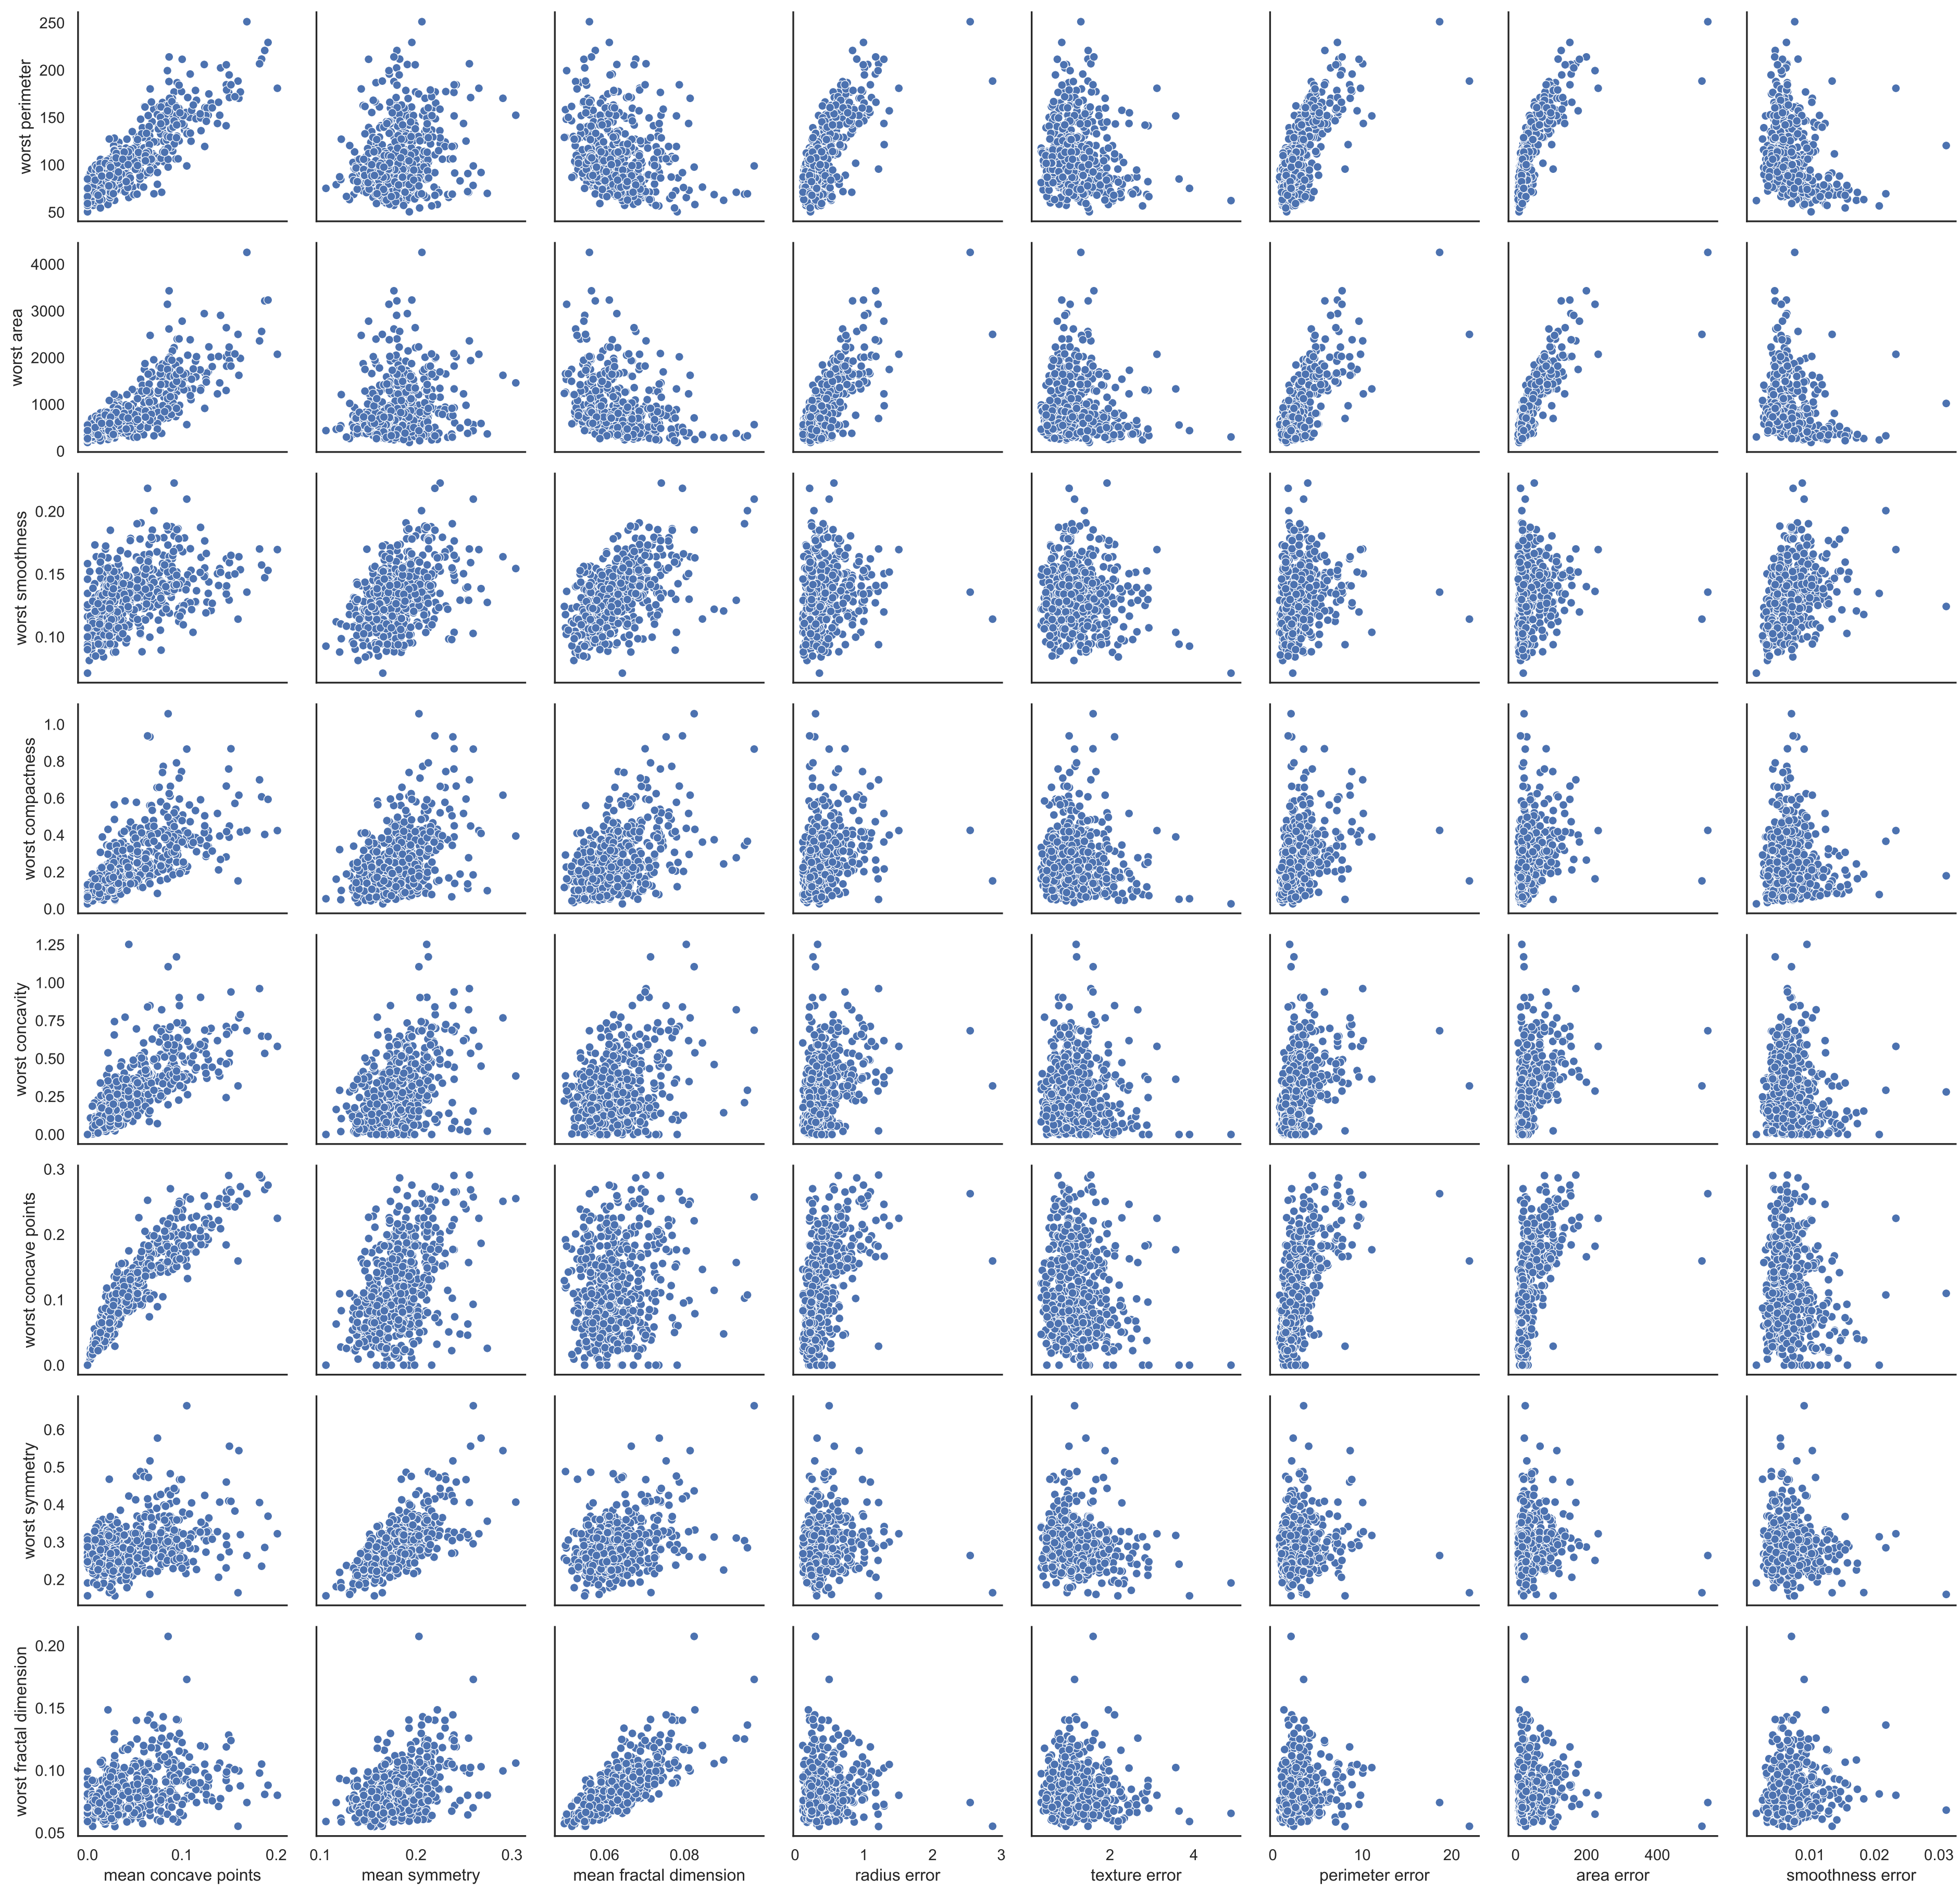 250
200
150
100
50
worst perimeter
4000
3000
2000
1000
0
worst area
0.20
0.15
0.10
worst smoothness
1.0
0.8
0.6
0.4
0.2
0.0
worst compactness
1.25
1.00
0.75
0.50
0.25
0.00
worst concavity
0.3
0.2
0.1
0.0
worst concave points
0.6
0.5
0.4
0.3
0.2
worst symmetry
0.20
0.15
0.10
0.05
worst fractal dimension
0.0 0.1 0.2
mean concave points
0.1 0.2 0.3
mean symmetry
0.06 0.08
mean fractal dimension
0 1 2 3
radius error
2 4
texture error
0 10 20
perimeter error
0 200 400
area error
0.01 0.02 0.03
smoothness error